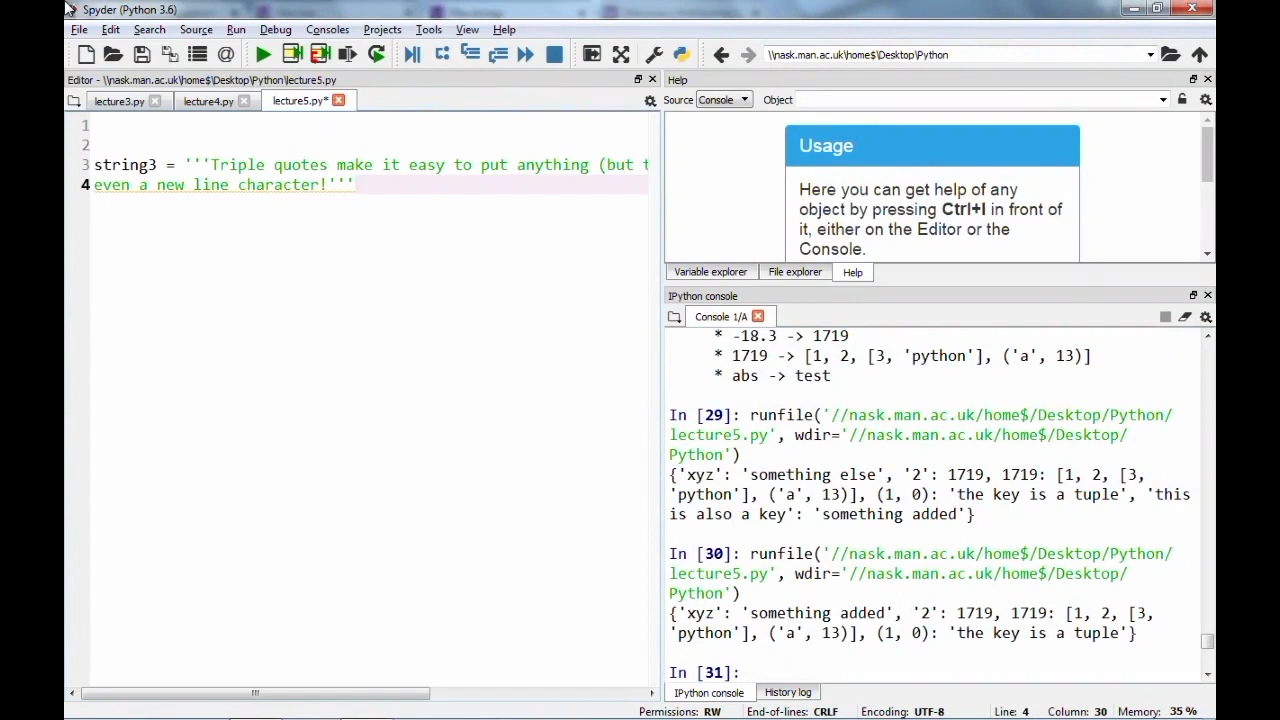 Spyder (Python 3.6)
File Edit Search Source Run Debug Consoles Projects Tools View Help
\\nask.man.ac.uk\home$\Desktop\Python
Editor - \\nask.man.ac.uk\home$\Desktop\Python\lecture5.py
lecture3.py lecture4.py lecture5.py*
1
2
3 string3 = '''Triple quotes make it easy to put anything (but t
4 even a new line character!'''
Help
Source Console Object
Usage
Here you can get help of any
object by pressing Ctrl+I in front of
it, either on the Editor or the
Console.
Variable explorer File explorer Help
IPython console
Console 1/A
* -18.3 -> 1719
* 1719 -> [1, 2, [3, 'python'], ('a', 13)]
* abs -> test
In [29]: runfile('//nask.man.ac.uk/home$/Desktop/Python/
lecture5.py', wdir='//nask.man.ac.uk/home$/Desktop/
Python')
{'xyz': 'something else', '2': 1719, 1719: [1, 2, [3,
'python'], ('a', 13)], (1, 0): 'the key is a tuple', 'this
is also a key': 'something added'}
In [30]: runfile('//nask.man.ac.uk/home$/Desktop/Python/
lecture5.py', wdir='//nask.man.ac.uk/home$/Desktop/
Python')
{'xyz': 'something added', '2': 1719, 1719: [1, 2, [3,
'python'], ('a', 13)], (1, 0): 'the key is a tuple'}
In [31]:
IPython console History log
Permissions: RW End-of-lines: CRLF Encoding: UTF-8 Line: 4 Column: 30 Memory: 35 %